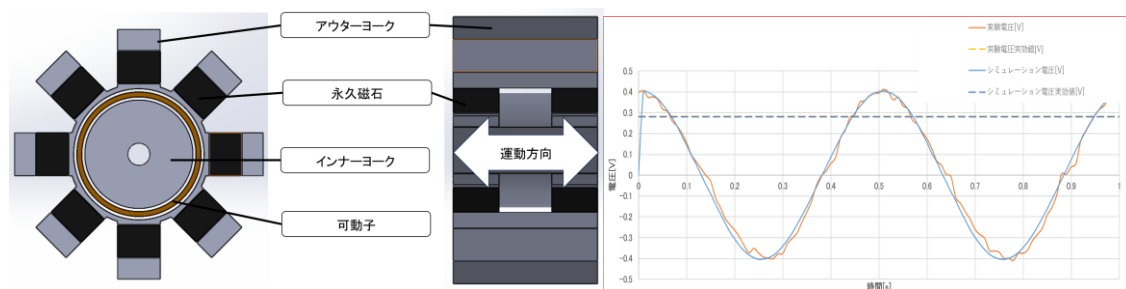 アウターヨーク
永久磁石
インナーヨーク
可動子
運動方向
実験電圧[V]
実験電圧実効値[V]
シミュレーション電圧[V]
シミュレーション電圧実効値[V]
電圧[V]
0.5
0.4
0.3
0.2
0.1
0
-0.1
-0.2
-0.3
-0.4
-0.5
0 0.1 0.2 0.3 0.4 0.5 0.6 0.7 0.8 0.9 1
時間[s]